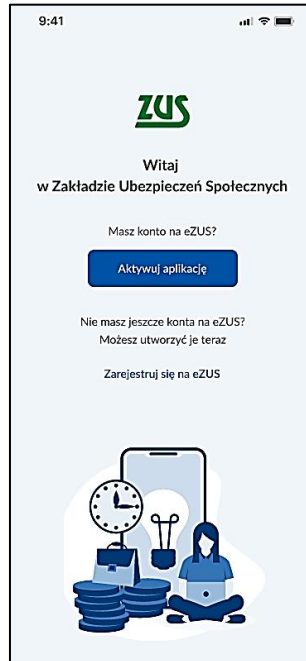 9:41
ZUS
Witaj
w Zakładzie Ubezpieczeń Społecznych
Masz konto na eZUS?
Aktywuj aplikację
Nie masz jeszcze konta na eZUS?
Możesz utworzyć je teraz
Zarejestruj się na eZUS